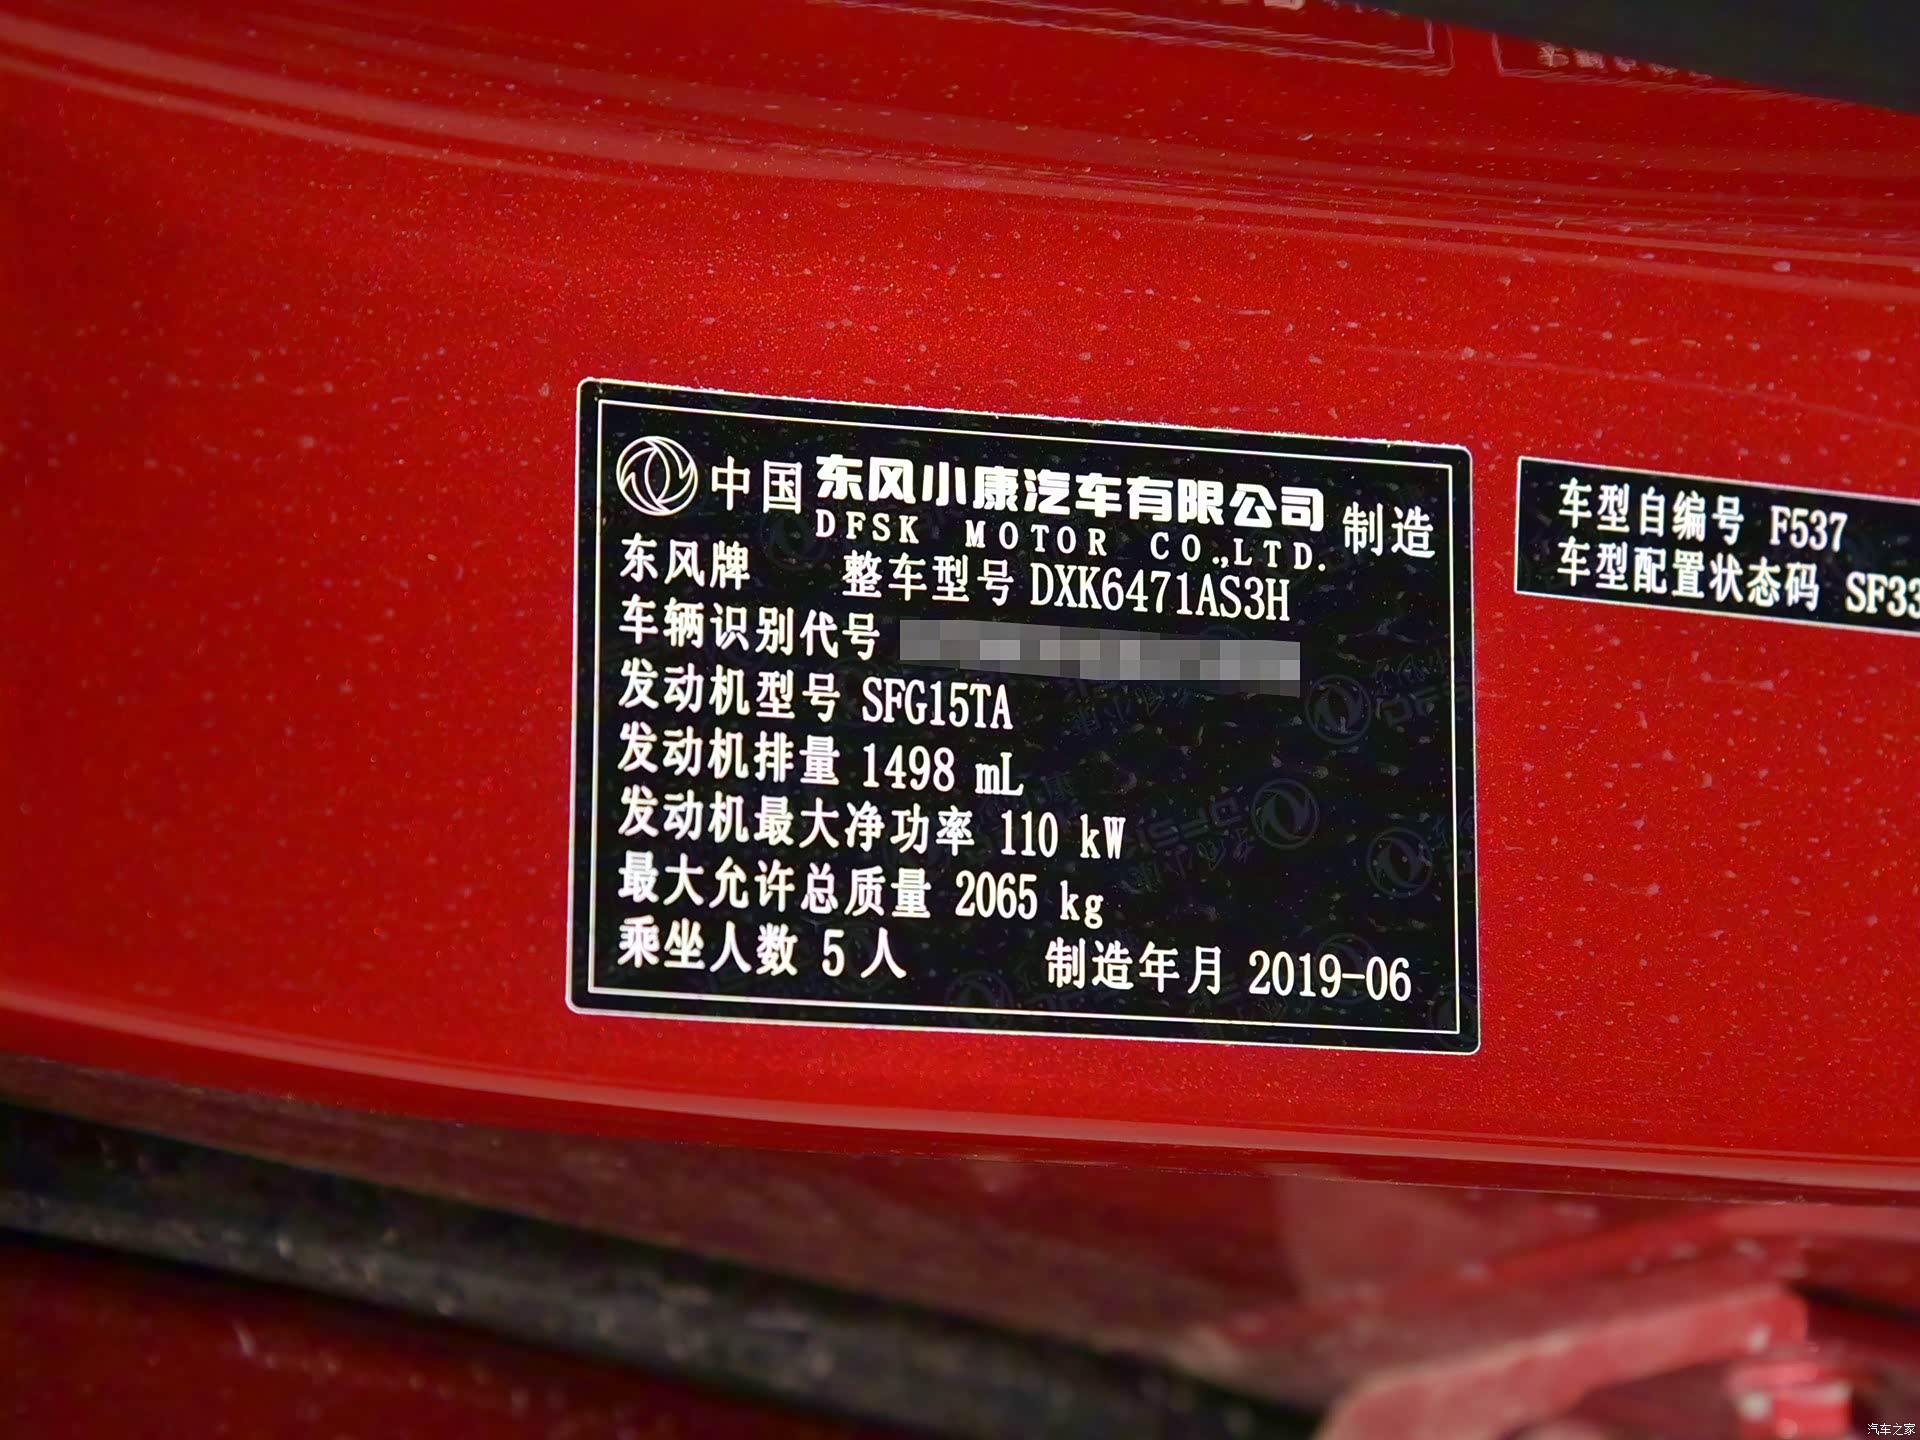 中国 东风小康汽车有限公司 制造
DFSK MOTOR CO.,LTD.
东风牌 整车型号 DXK6471AS3H
车辆识别代号
发动机型号 SFG15TA
发动机排量 1498 mL
发动机最大净功率 110 kW
最大允许总质量 2065 kg
乘坐人数 5 人 制造年月 2019-06
车型自编号 F537
车型配置状态码 SF33
汽车之家